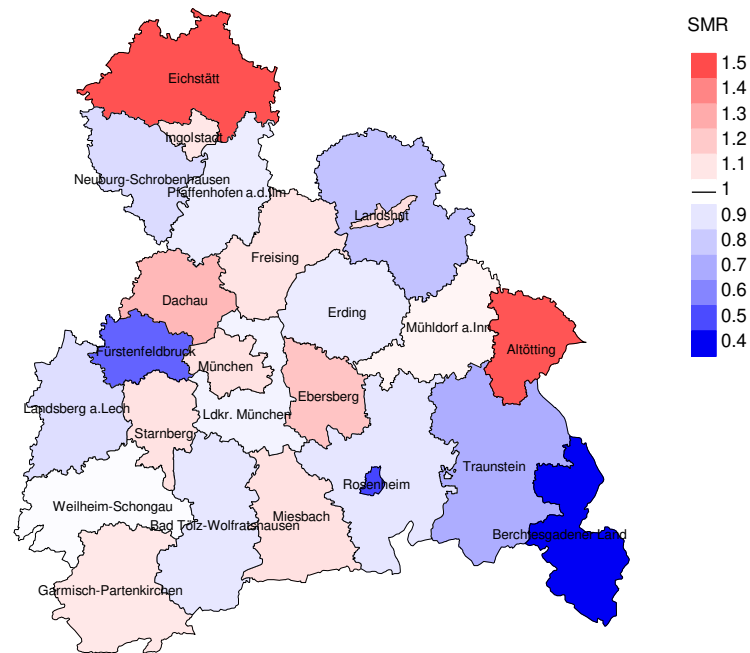 SMR
1.5
1.4
1.3
1.2
1.1
1
0.9
0.8
0.7
0.6
0.5
0.4
Eichstätt
Ingolstadt
Neuburg-Schrobenhausen
Pfaffenhofen a.d.Ilm
Landshut
Freising
Dachau
Erding
Mühldorf a.Inn
Altötting
Fürstenfeldbruck
München
Ebersberg
Landsberg a.Lech
Ldkr. München
Starnberg
Traunstein
Rosenheim
Weilheim-Schongau
Miesbach
Bad Tölz-Wolfratshausen
Berchtesgadener Land
Garmisch-Partenkirchen